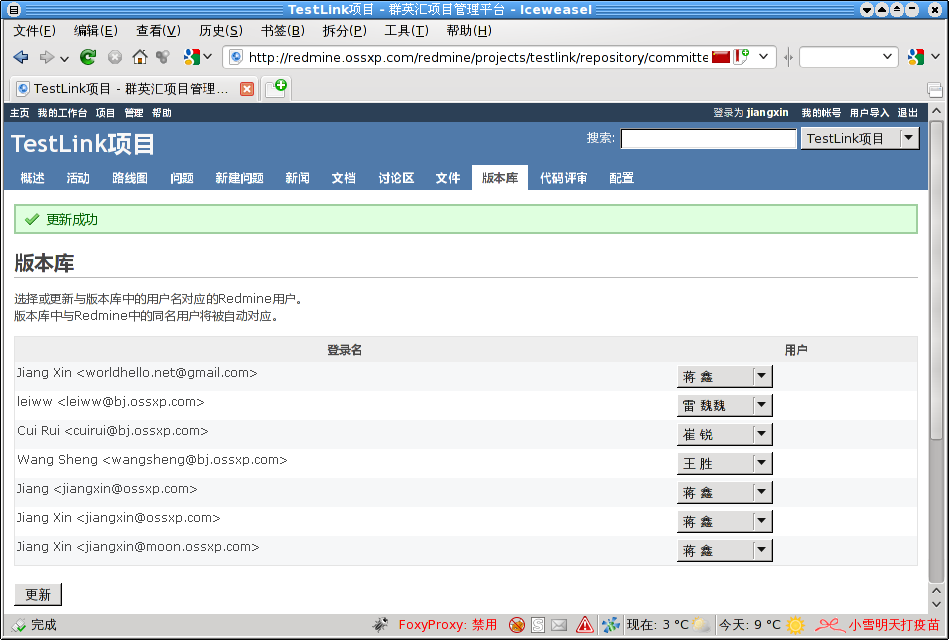 TestLink项目 - 群英汇项目管理平台 - Iceweasel
文件(F) 编辑(E) 查看(V) 历史(S) 书签(B) 拆分(P) 工具(T) 帮助(H)
http://redmine.ossxp.com/redmine/projects/testlink/repository/committe
TestLink项目 - 群英汇项目管理...
主页 我的工作台 项目 管理 帮助 登录为 jiangxin 我的帐号 用户导入 退出
TestLink项目 搜索: TestLink项目
概述 活动 路线图 问题 新建问题 新闻 文档 讨论区 文件 版本库 代码评审 配置
更新成功
版本库
选择或更新与版本库中的用户名对应的Redmine用户。
版本库中与Redmine中的同名用户将被自动对应。
登录名 用户
Jiang Xin <worldhello.net@gmail.com> 蒋 鑫
leiww <leiww@bj.ossxp.com> 雷 魏魏
Cui Rui <cuirui@bj.ossxp.com> 崔 锐
Wang Sheng <wangsheng@bj.ossxp.com> 王 胜
Jiang <jiangxin@ossxp.com> 蒋 鑫
Jiang Xin <jiangxin@ossxp.com> 蒋 鑫
Jiang Xin <jiangxin@moon.ossxp.com> 蒋 鑫
更新
完成 FoxyProxy: 禁用 现在: 3 °C 今天: 9 °C 小雪明天打疫苗